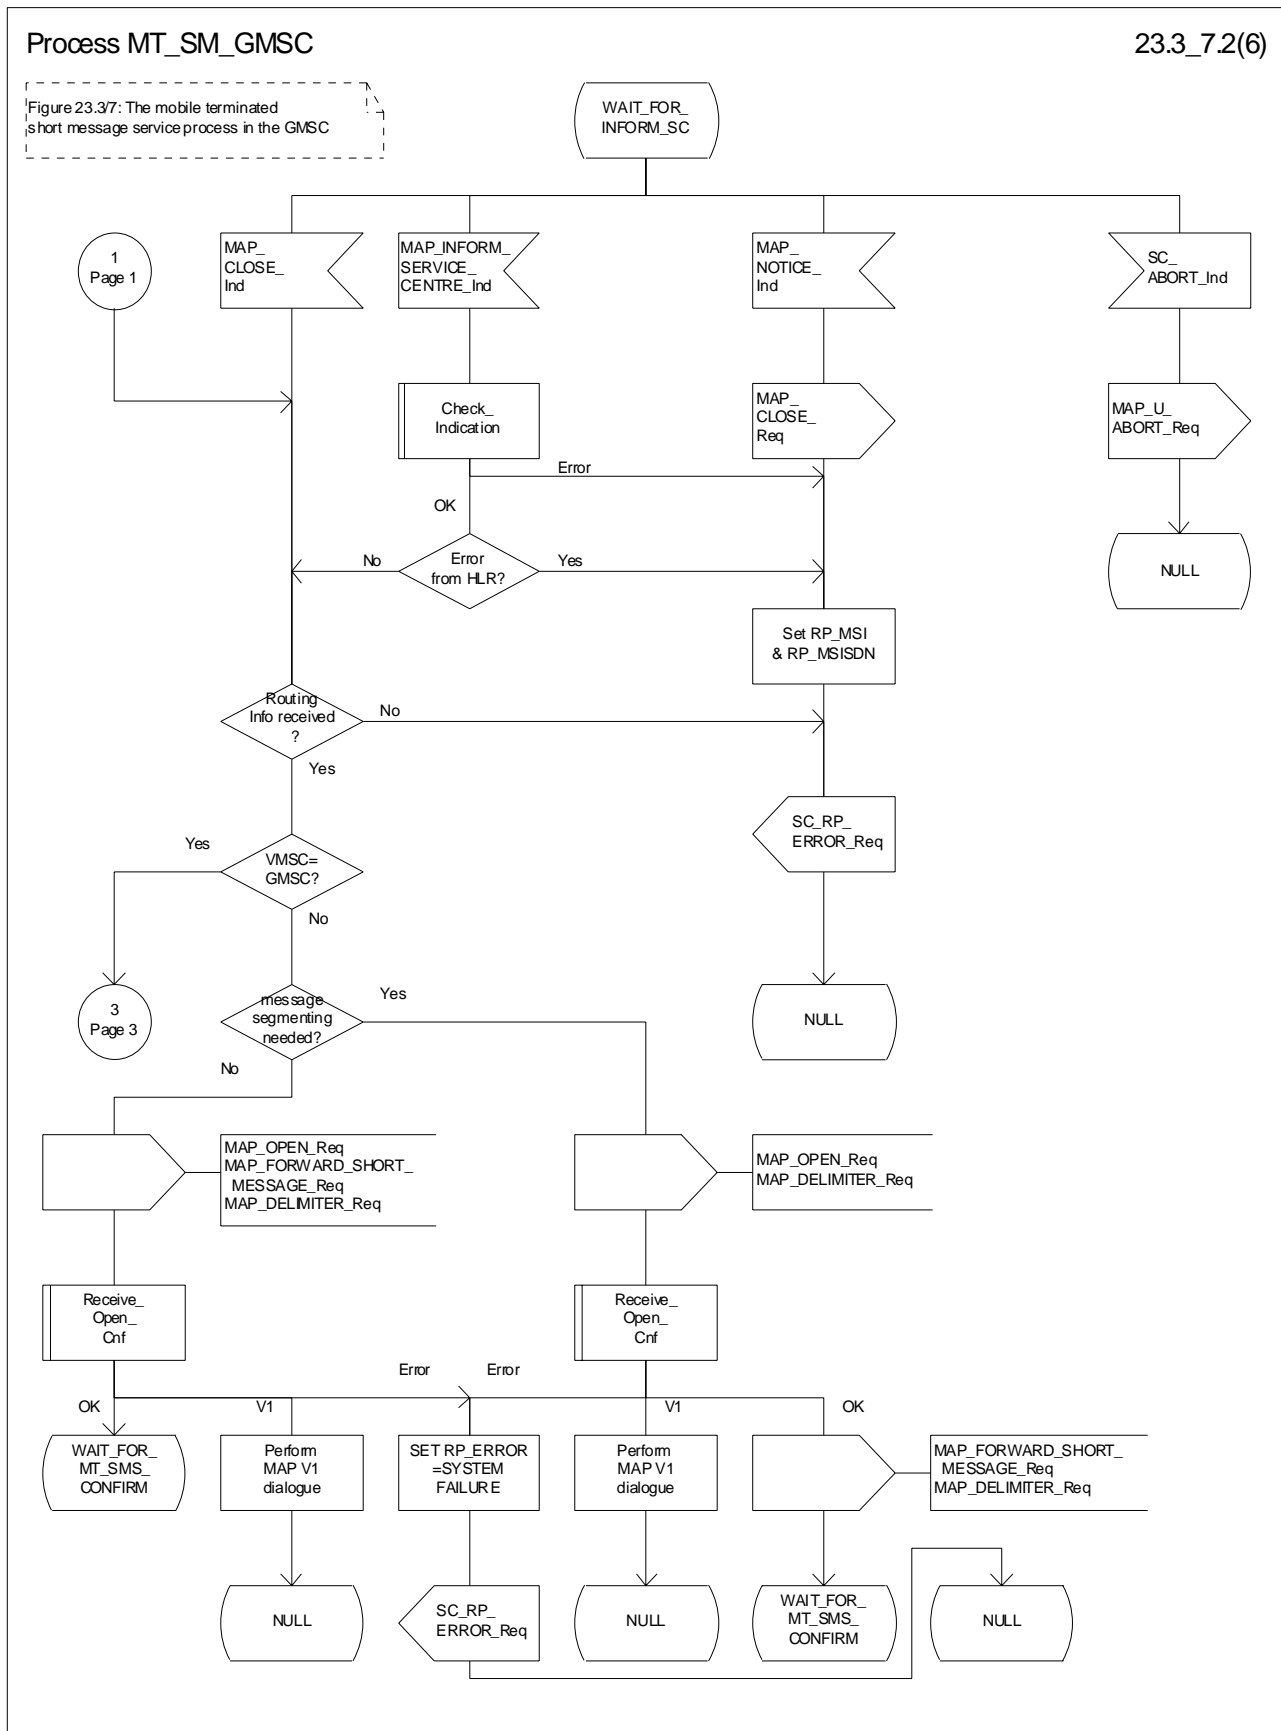 Process MT_SM_GMSC
23.3_7.2(6)
Figure 23.3/7: The mobile terminated
short message service process in the GMSC
WAIT_FOR_
INFORM_SC
1
Page 1
MAP_
CLOSE_
Ind
MAP_INFORM_
SERVICE_
CENTRE_Ind
MAP_
NOTICE_
Ind
SC_
ABORT_Ind
Check_
Indication
MAP_
CLOSE_
Req
MAP_U_
ABORT_Req
Error
OK
No
Error
from HLR?
Yes
NULL
Set RP_MSI
& RP_MSISDN
Routing
Info received
?
No
Yes
SC_RP_
ERROR_Req
Yes
VMSC=
GMSC?
No
3
Page 3
message
segmenting
needed?
Yes
NULL
No
MAP_OPEN_Req
MAP_FORWARD_SHORT_
MESSAGE_Req
MAP_DELIMITER_Req
MAP_OPEN_Req
MAP_DELIMITER_Req
Receive_
Open_
Cnf
Receive_
Open_
Cnf
Error
Error
OK
V1
V1
OK
WAIT_FOR_
MT_SMS_
CONFIRM
Perform
MAP V1
dialogue
SET RP_ERROR
=SYSTEM
FAILURE
Perform
MAP V1
dialogue
MAP_FORWARD_SHORT_
MESSAGE_Req
MAP_DELIMITER_Req
NULL
SC_RP_
ERROR_Req
NULL
WAIT_FOR_
MT_SMS_
CONFIRM
NULL